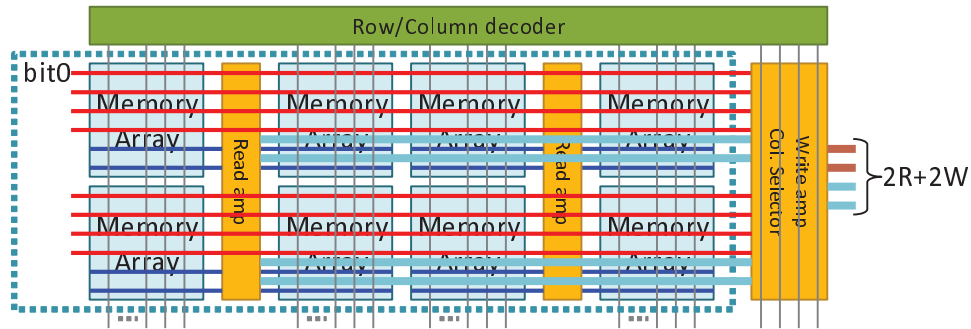 Row/Column decoder
bit0
Memory
Array
Read amp
Memory
Array
Memory
Array
Read amp
Memory
Array
Col. Selector
Write amp
2R+2W
Memory
Array
Memory
Array
Memory
Array
Memory
Array